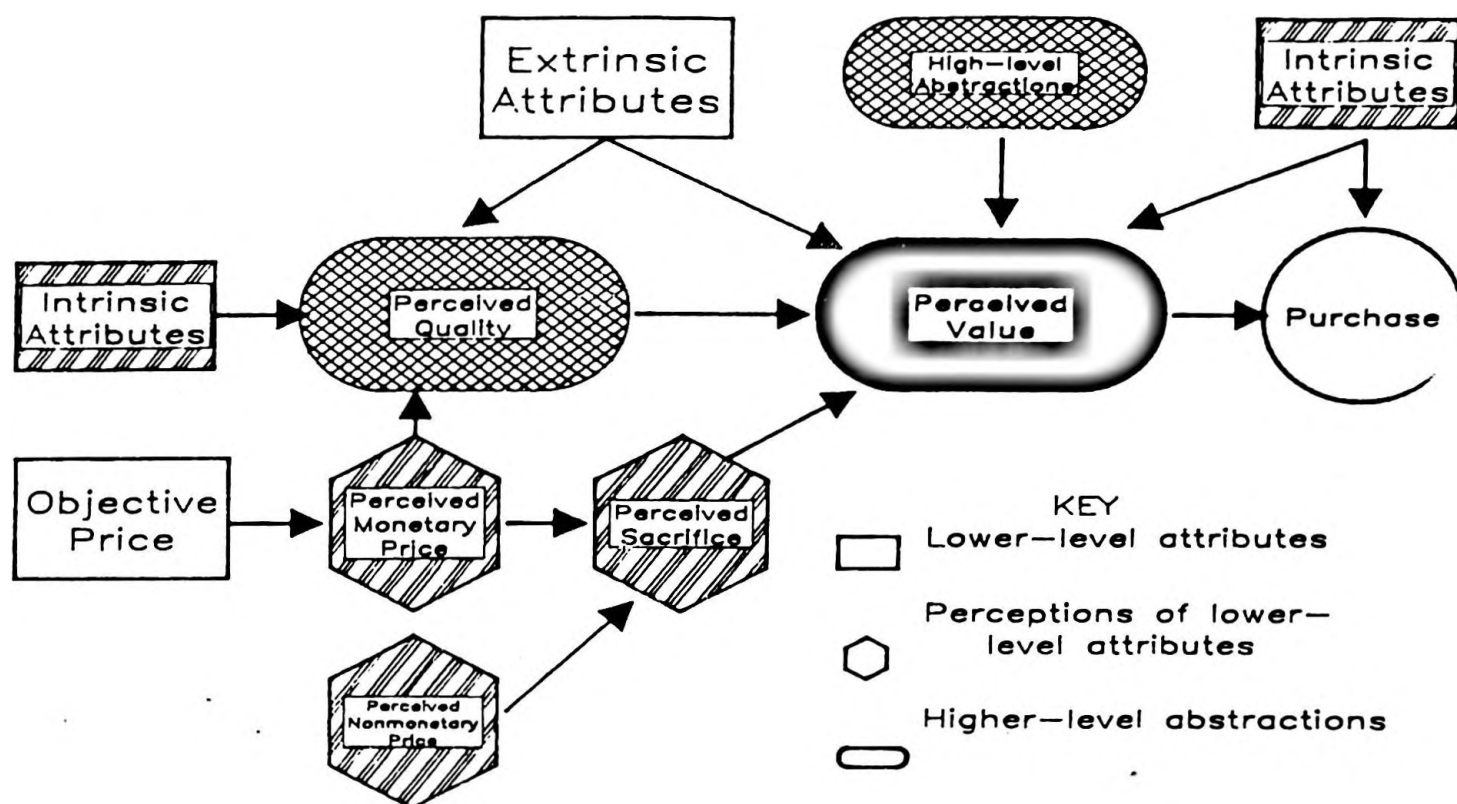 Extrinsic
Attributes
High-level
Abstractions
Intrinsic
Attributes
Intrinsic
Attributes
Perceived
Quality
Perceived
Value
Purchase
Objective
Price
Perceived
Monetary
Price
Perceived
Sacrifice
Perceived
Nonmonetary
Price
KEY
Lower-level attributes
Perceptions of lower-
level attributes
Higher-level abstractions